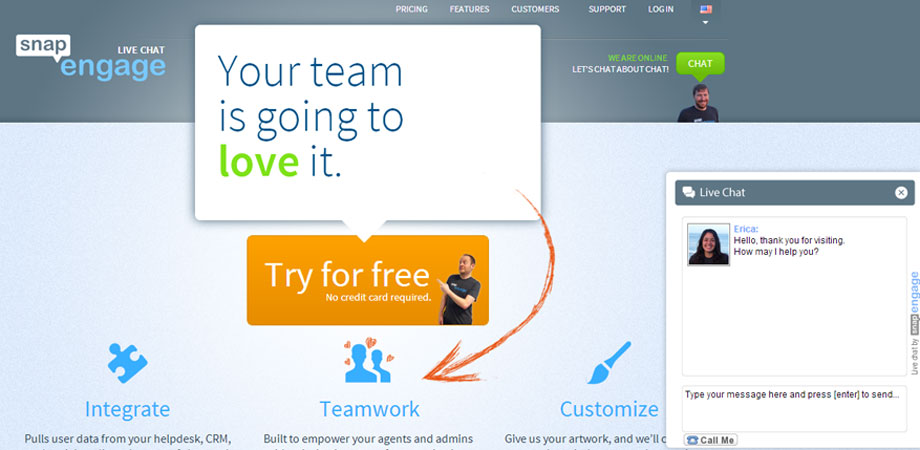 PRICING FEATURES CUSTOMERS SUPPORT LOGIN
snap
engage
LIVE CHAT
WE ARE ONLINE
LET'S CHAT ABOUT CHAT!
CHAT
Your team
is going to
love it.
Try for free
No credit card required.
Integrate
Pulls user data from your helpdesk, CRM,
Teamwork
Built to empower your agents and admins
Customize
Give us your artwork, and we'll
Live Chat
Erica:
Hello, thank you for visiting.
How may I help you?
Type your message here and press [enter] to send...
Call Me
Live chat by snap engage